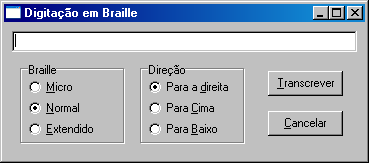 Digitação em Braille
Braille
Micro
Normal
Extendido
Direção
Para a direita
Para Cima
Para Baixo
Transcrever
Cancelar